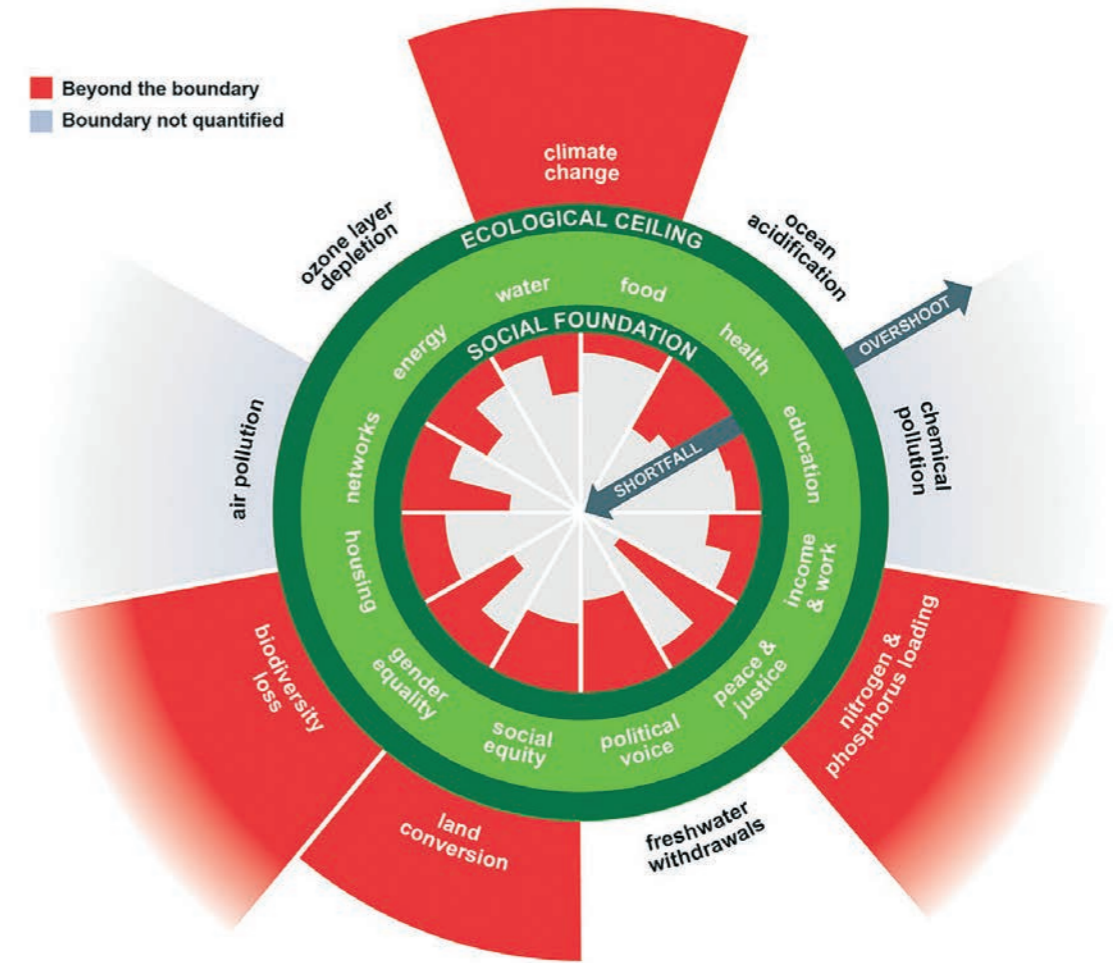 Beyond the boundary
Boundary not quantified
climate
change
ozone layer
depletion
ocean
acidification
ECOLOGICAL CEILING
OVERSHOOT
water
food
energy
health
SOCIAL FOUNDATION
SHORTFALL
air pollution
networks
education
chemical
pollution
housing
income
& work
biodiversity
loss
gender
equality
peace &
justice
nitrogen &
phosphorus loading
social
equity
political
voice
land
conversion
freshwater
withdrawals